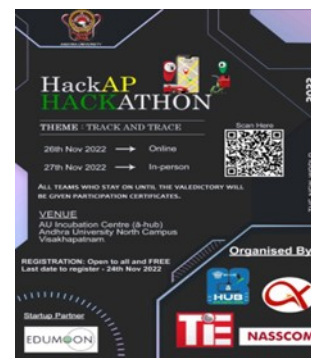 ANDHRA UNIVERSITY
HackAP
HACKATHON
THEME : TRACK AND TRACE
Scan Here
26th Nov 2022 → Online
27th Nov 2022 → In-person
2022
ALL TEAMS WHO STAY ON UNTIL THE VALEDICTORY WILL
BE GIVEN PARTICIPATION CERTIFICATES.
VENUE
AU Incubation Centre (ā-hub)
Andhra University North Campus
Visakhapatnam
REGISTRATION: Open to all and FREE
Last date to register - 24th Nov 2022
Organised By
HUB
Startup Partner
EDUMOON
TiE
NASSCOM